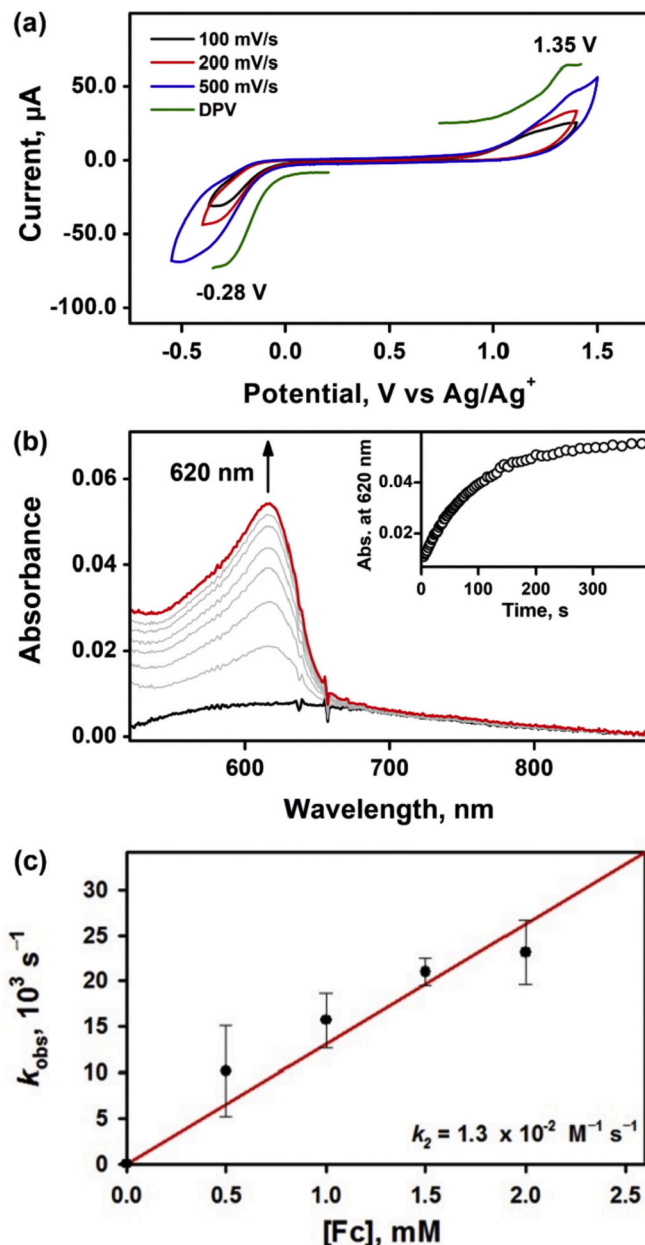 (a)
100 mV/s
200 mV/s
500 mV/s
DPV
1.35 V
-0.28 V
50.0
0.0
-50.0
-100.0
Current, µA
-0.5 0.0 0.5 1.0 1.5
Potential, V vs Ag/Ag⁺
(b)
620 nm
0.06
0.04
0.02
0.00
Absorbance
600 700 800
Wavelength, nm
Abs. at 620 nm
0.04
0.02
0 100 200 300
Time, s
(c)
30
25
20
15
10
5
0
k_obs, 10³ s⁻¹
k₂ = 1.3 x 10⁻² M⁻¹ s⁻¹
0.0 0.5 1.0 1.5 2.0 2.5
[Fc], mM